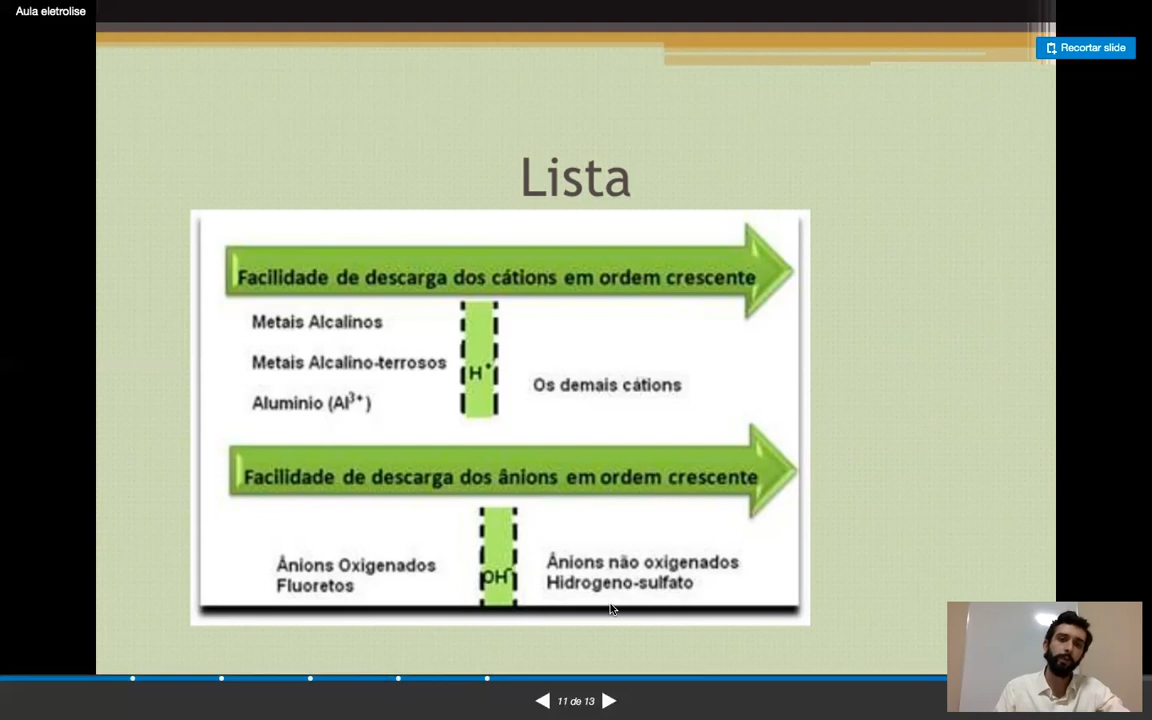 Aula eletrolise
Recortar slide
Lista
Facilidade de descarga dos cátions em ordem crescente
Metais Alcalinos
Metais Alcalino-terrosos
Alumínio (Al³⁺)
H⁺
Os demais cátions
Facilidade de descarga dos ânions em ordem crescente
Ânions Oxigenados
Fluoretos
OH⁻
Ânions não oxigenados
Hidrogeno-sulfato
11 de 13